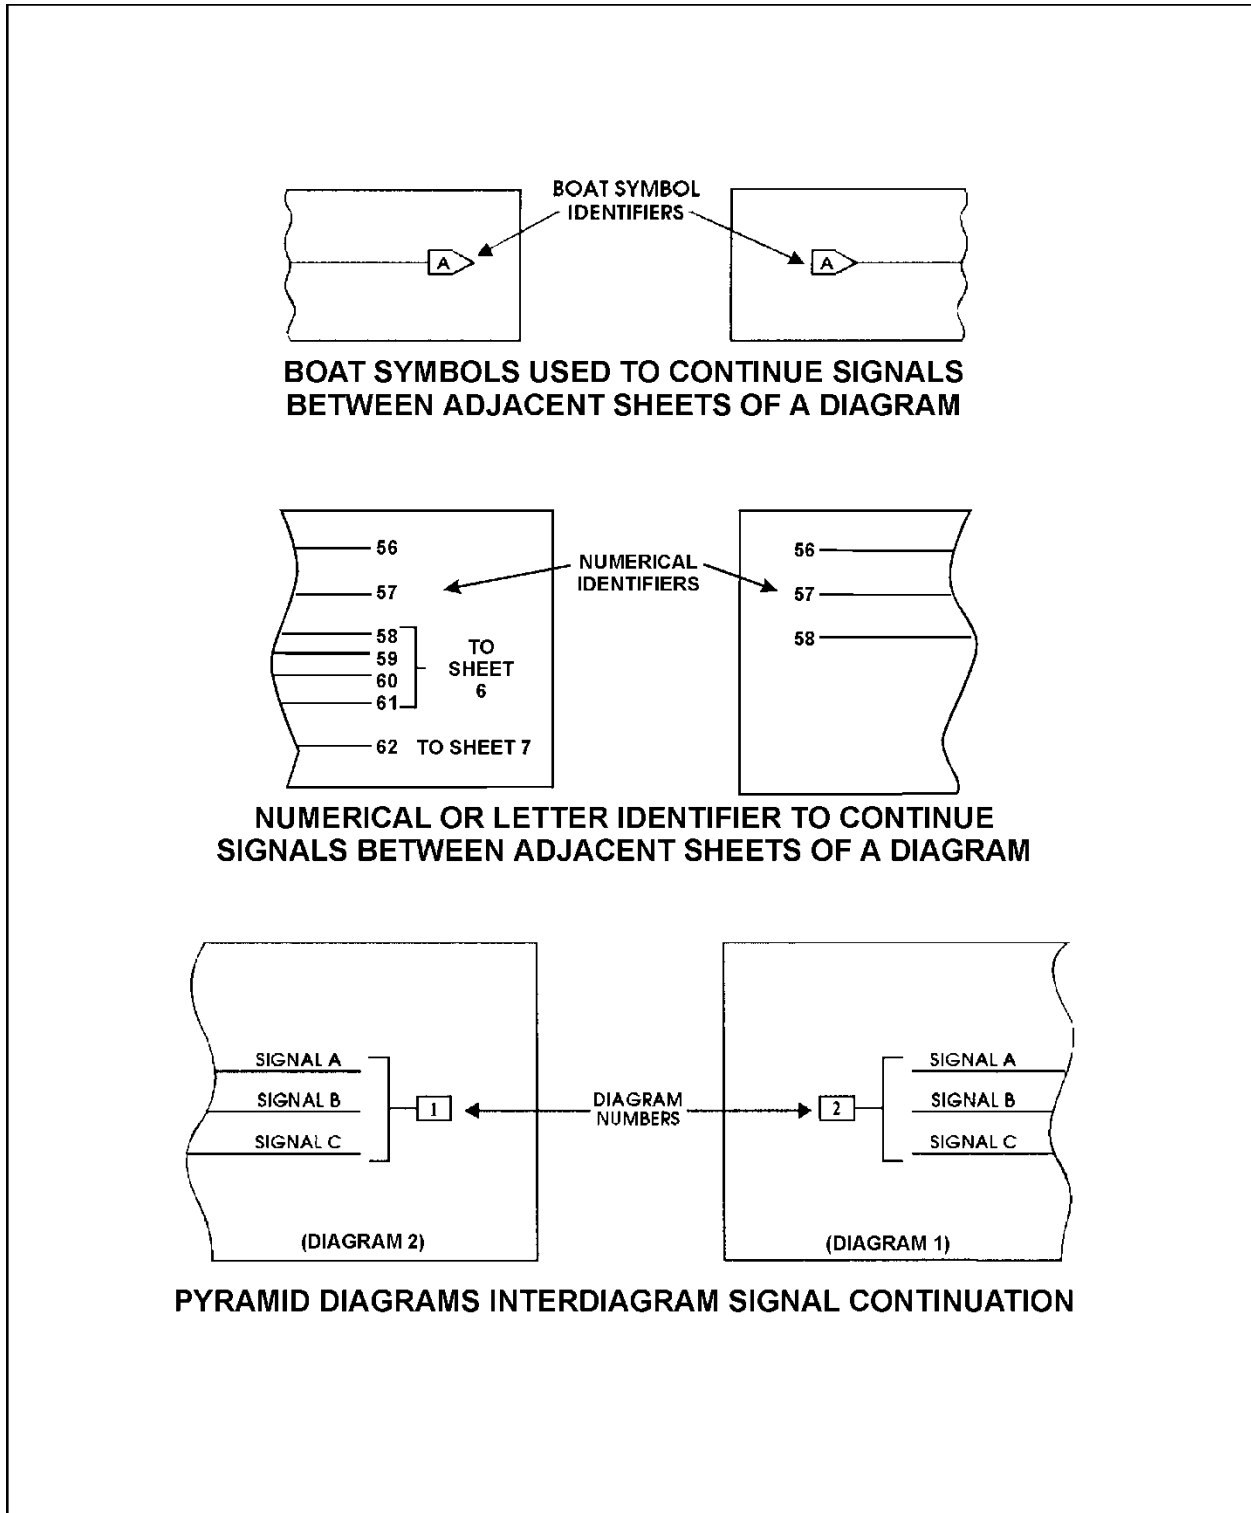 BOAT SYMBOL
IDENTIFIERS
A
A
BOAT SYMBOLS USED TO CONTINUE SIGNALS
BETWEEN ADJACENT SHEETS OF A DIAGRAM
56
57
58
59
60
61
62
TO
SHEET
6
TO SHEET 7
NUMERICAL
IDENTIFIERS
56
57
58
NUMERICAL OR LETTER IDENTIFIER TO CONTINUE
SIGNALS BETWEEN ADJACENT SHEETS OF A DIAGRAM
SIGNAL A
SIGNAL B
SIGNAL C
1
(DIAGRAM 2)
DIAGRAM
NUMBERS
2
SIGNAL A
SIGNAL B
SIGNAL C
(DIAGRAM 1)
PYRAMID DIAGRAMS INTERDIAGRAM SIGNAL CONTINUATION